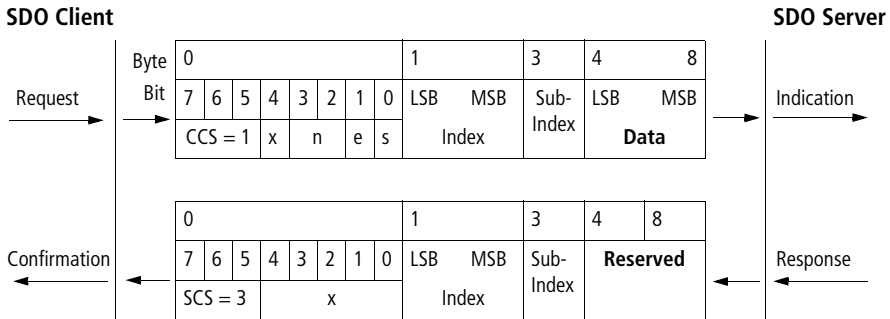 SDO Client SDO Server
Byte 0 1 3 4 8
Request Bit 7 6 5 4 3 2 1 0 LSB MSB Sub- LSB MSB Indication
CCS = 1 x n e s Index Index Data
0 1 3 4 8
Confirmation 7 6 5 4 3 2 1 0 LSB MSB Sub- Reserved Response
SCS = 3 x Index Index